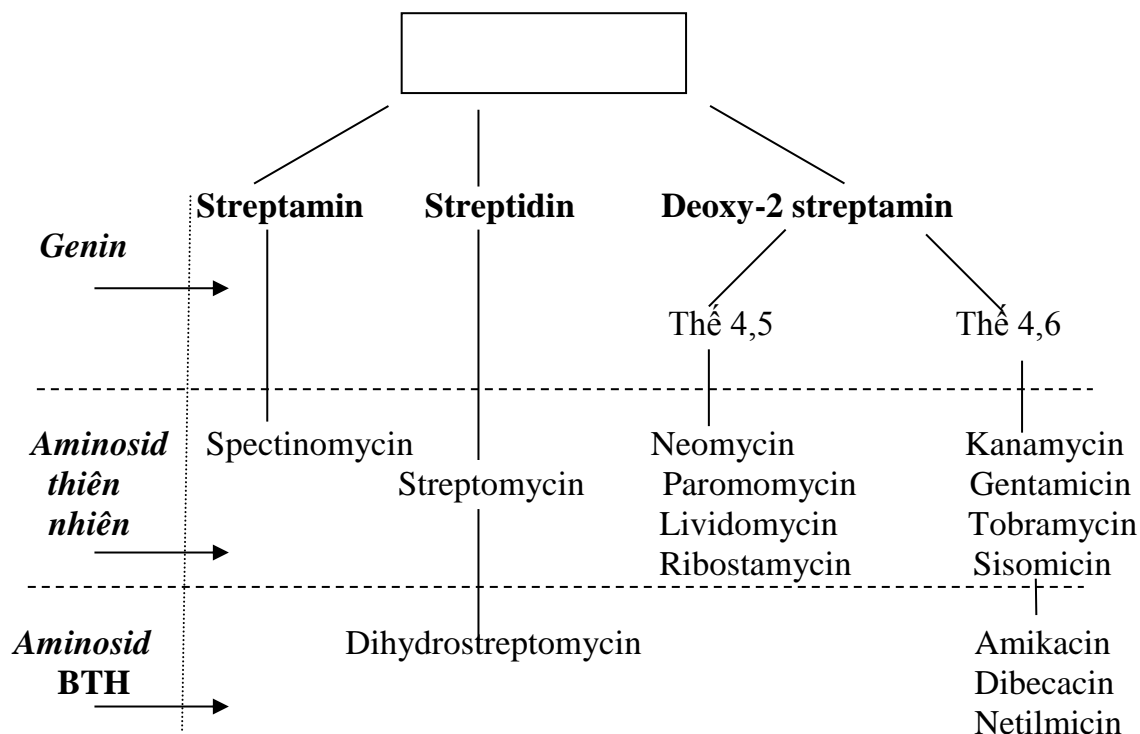 Streptamin Streptidin Deoxy-2 streptamin
Genin
Thế 4,5 Thế 4,6
Aminosid Spectinomycin Neomycin Kanamycin
thiên Streptomycin Paromomycin Gentamicin
nhiên Lividomycin Tobramycin
Ribostamycin Sisomicin
Aminosid Dihydrostreptomycin Amikacin
BTH Dibecacin
Netilmicin